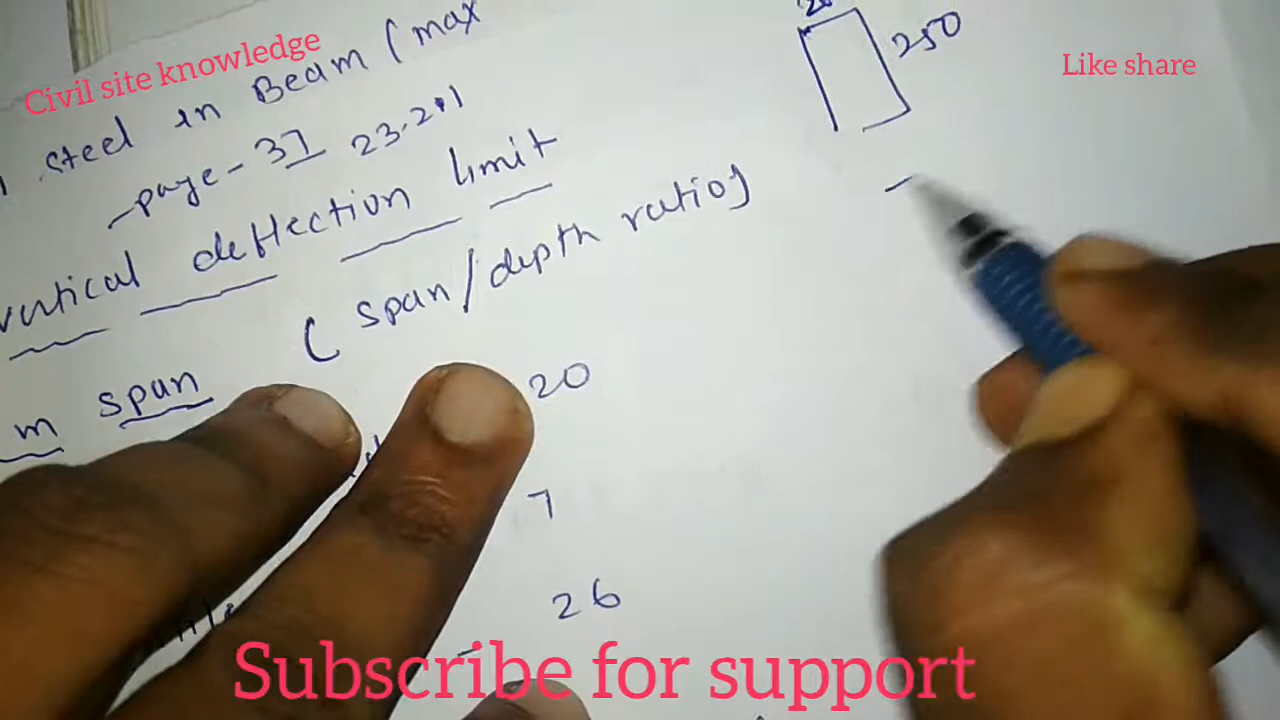 Civil site knowledge
Like share
steel in Beam (max
250
-page-37 23.2.1
vertical deflection limit
(span/depth ratio)
m span
20
7
26
Subscribe for support